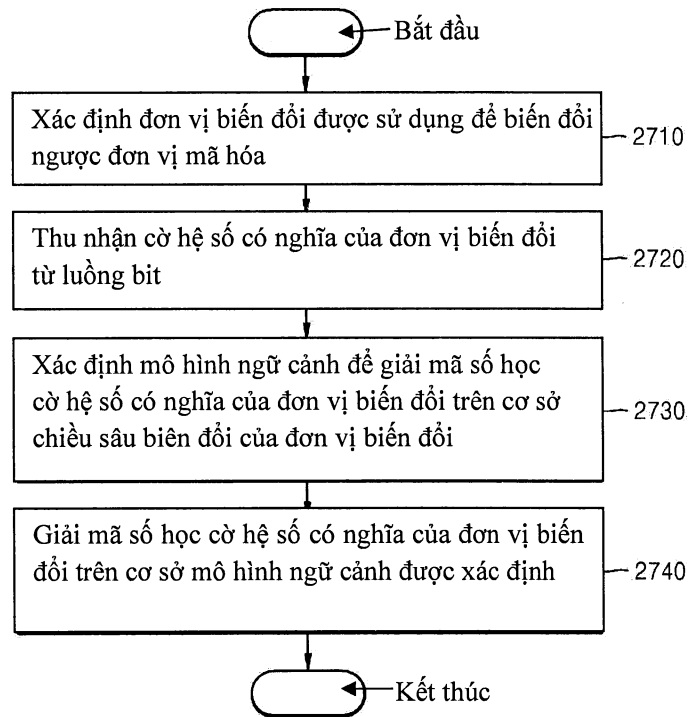 Bắt đầu
Xác định đơn vị biến đổi được sử dụng để biến đổi
ngược đơn vị mã hóa
2710
Thu nhận cờ hệ số có nghĩa của đơn vị biến đổi
từ luồng bit
2720
Xác định mô hình ngữ cảnh để giải mã số học
cờ hệ số có nghĩa của đơn vị biến đổi trên cơ sở
chiều sâu biên đổi của đơn vị biến đổi
2730
Giải mã số học cờ hệ số có nghĩa của đơn vị biến
đổi trên cơ sở mô hình ngữ cảnh được xác định
2740
Kết thúc